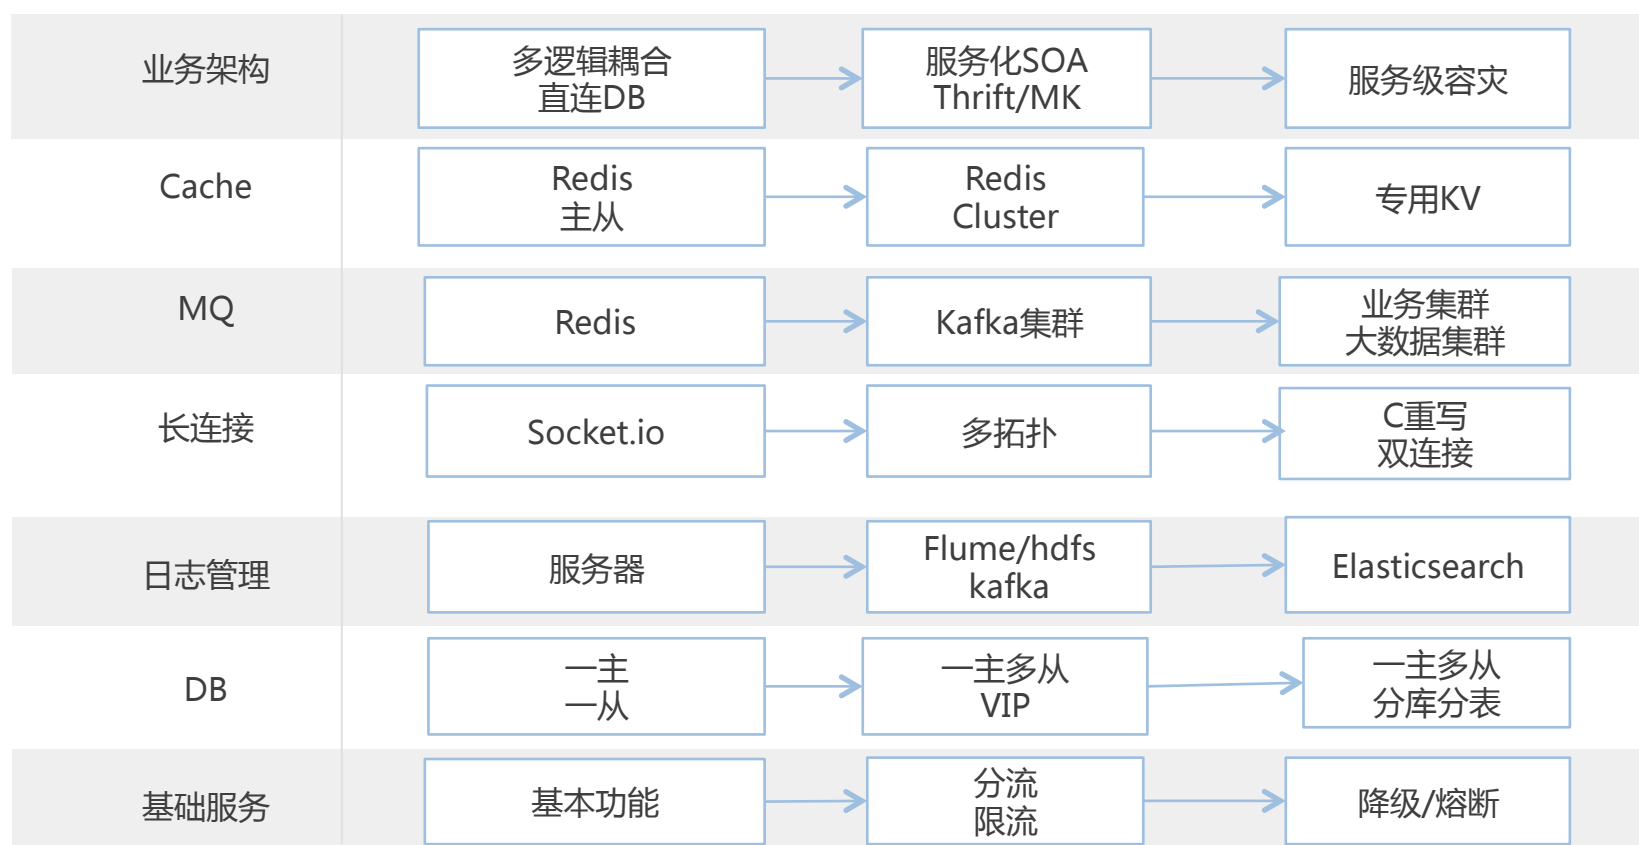 业务架构
多逻辑耦合
直连DB
服务化SOA
Thrift/MK
服务级容灾
Cache
Redis
主从
Redis
Cluster
专用KV
MQ
Redis
Kafka集群
业务集群
大数据集群
长连接
Socket.io
多拓扑
C重写
双连接
日志管理
服务器
Flume/hdfs
kafka
Elasticsearch
DB
一主
一从
一主多从
VIP
一主多从
分库分表
基础服务
基本功能
分流
限流
降级/熔断